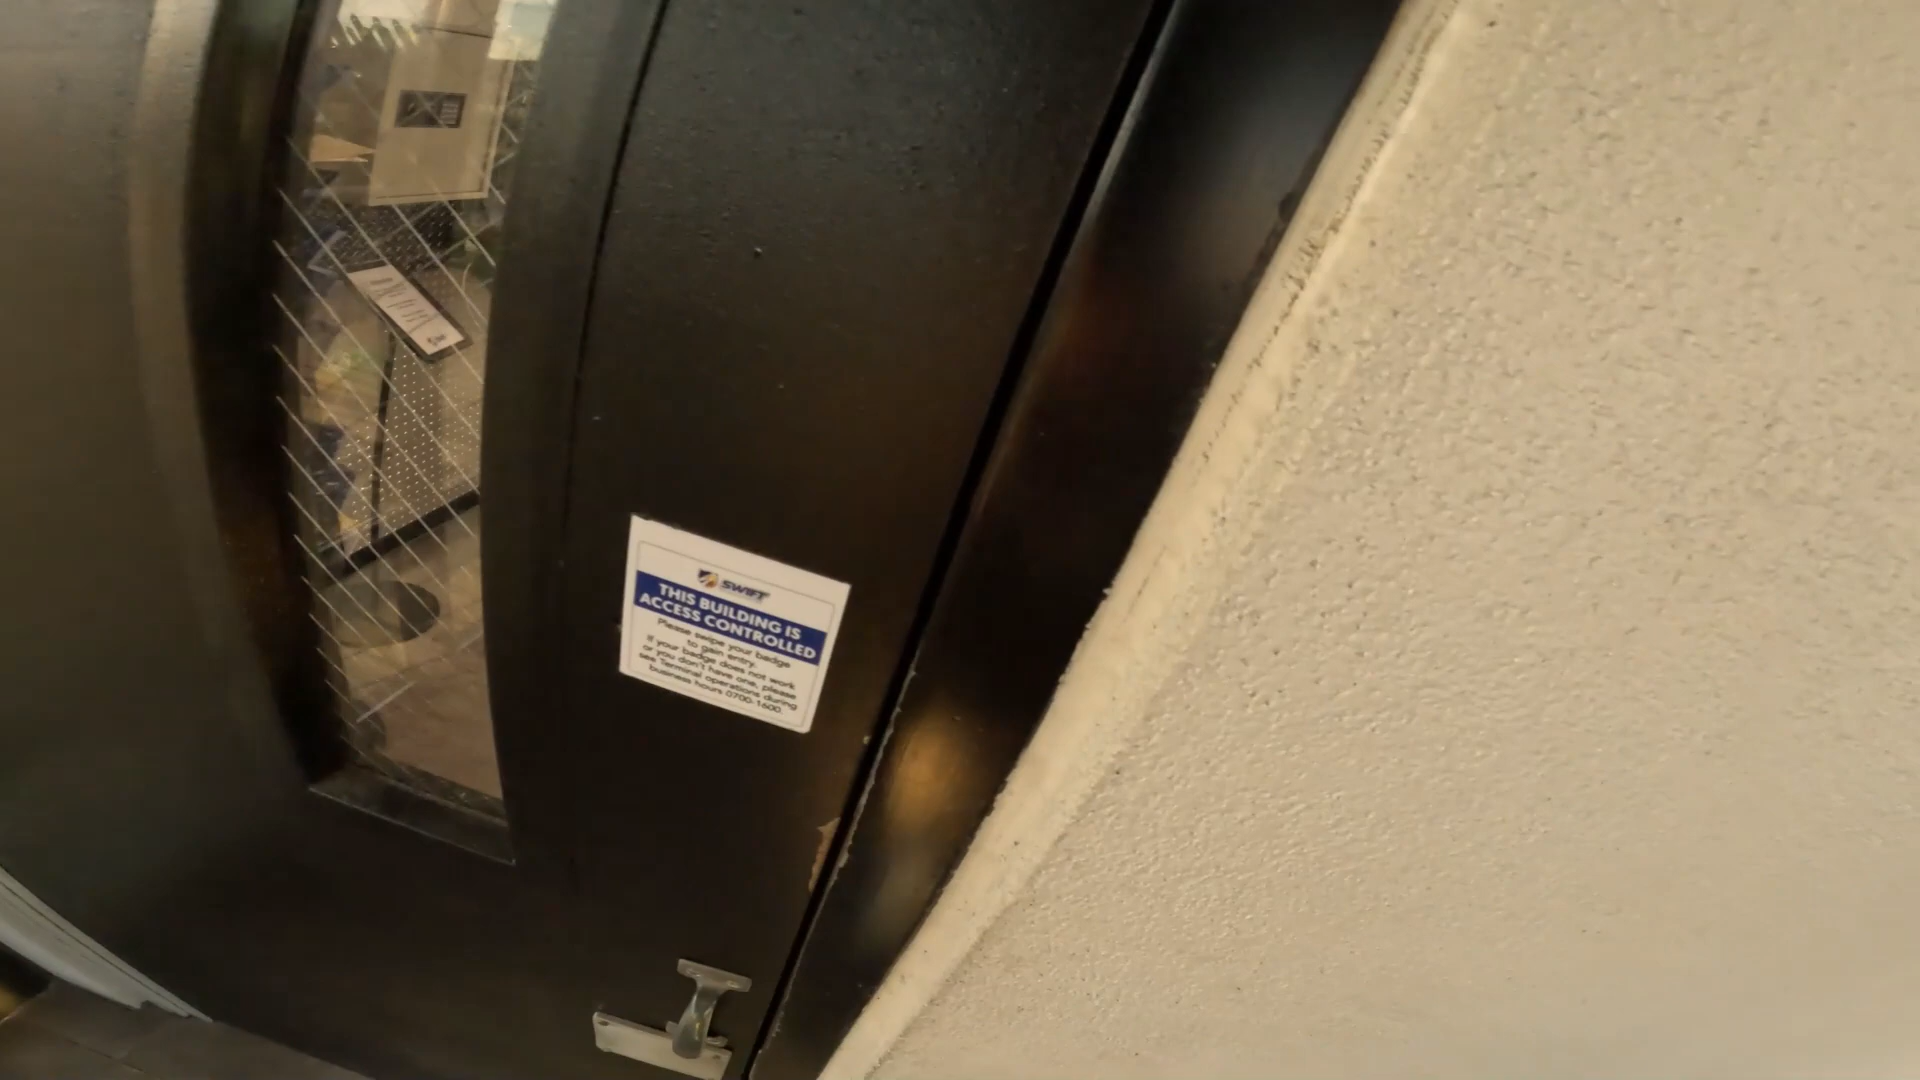 SWIFT
THIS BUILDING IS
ACCESS CONTROLLED
Please swipe your badge
to gain entry.
If your badge does not work
or you don't have one, please
see Terminal operations during
business hours 0700-1600.